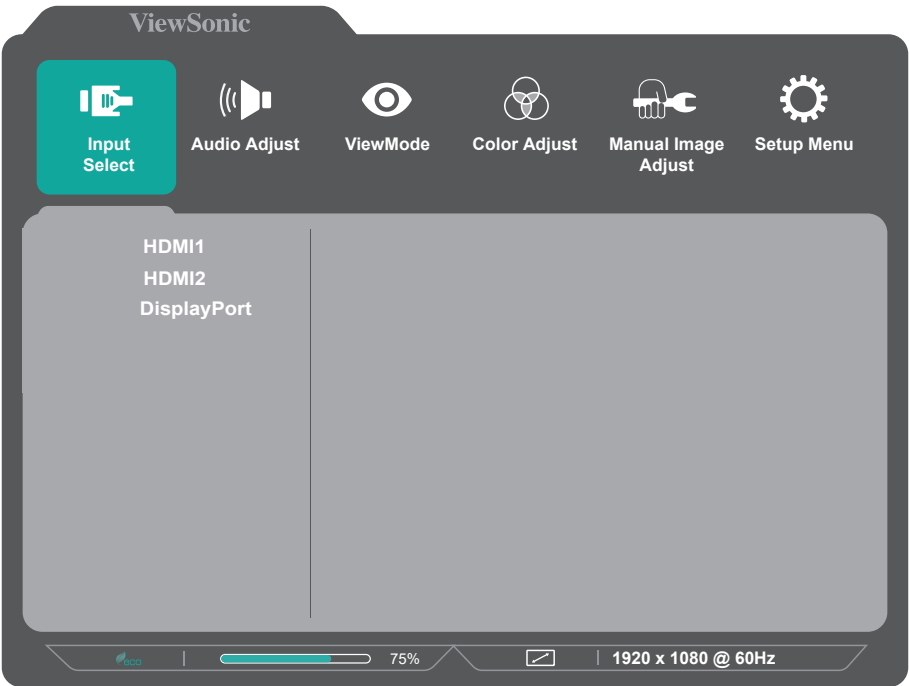 ViewSonic
Input
Select
Audio Adjust
ViewMode
Color Adjust
Manual Image
Adjust
Setup Menu
HDMI1
HDMI2
DisplayPort
eco
75%
1920 x 1080 @ 60Hz